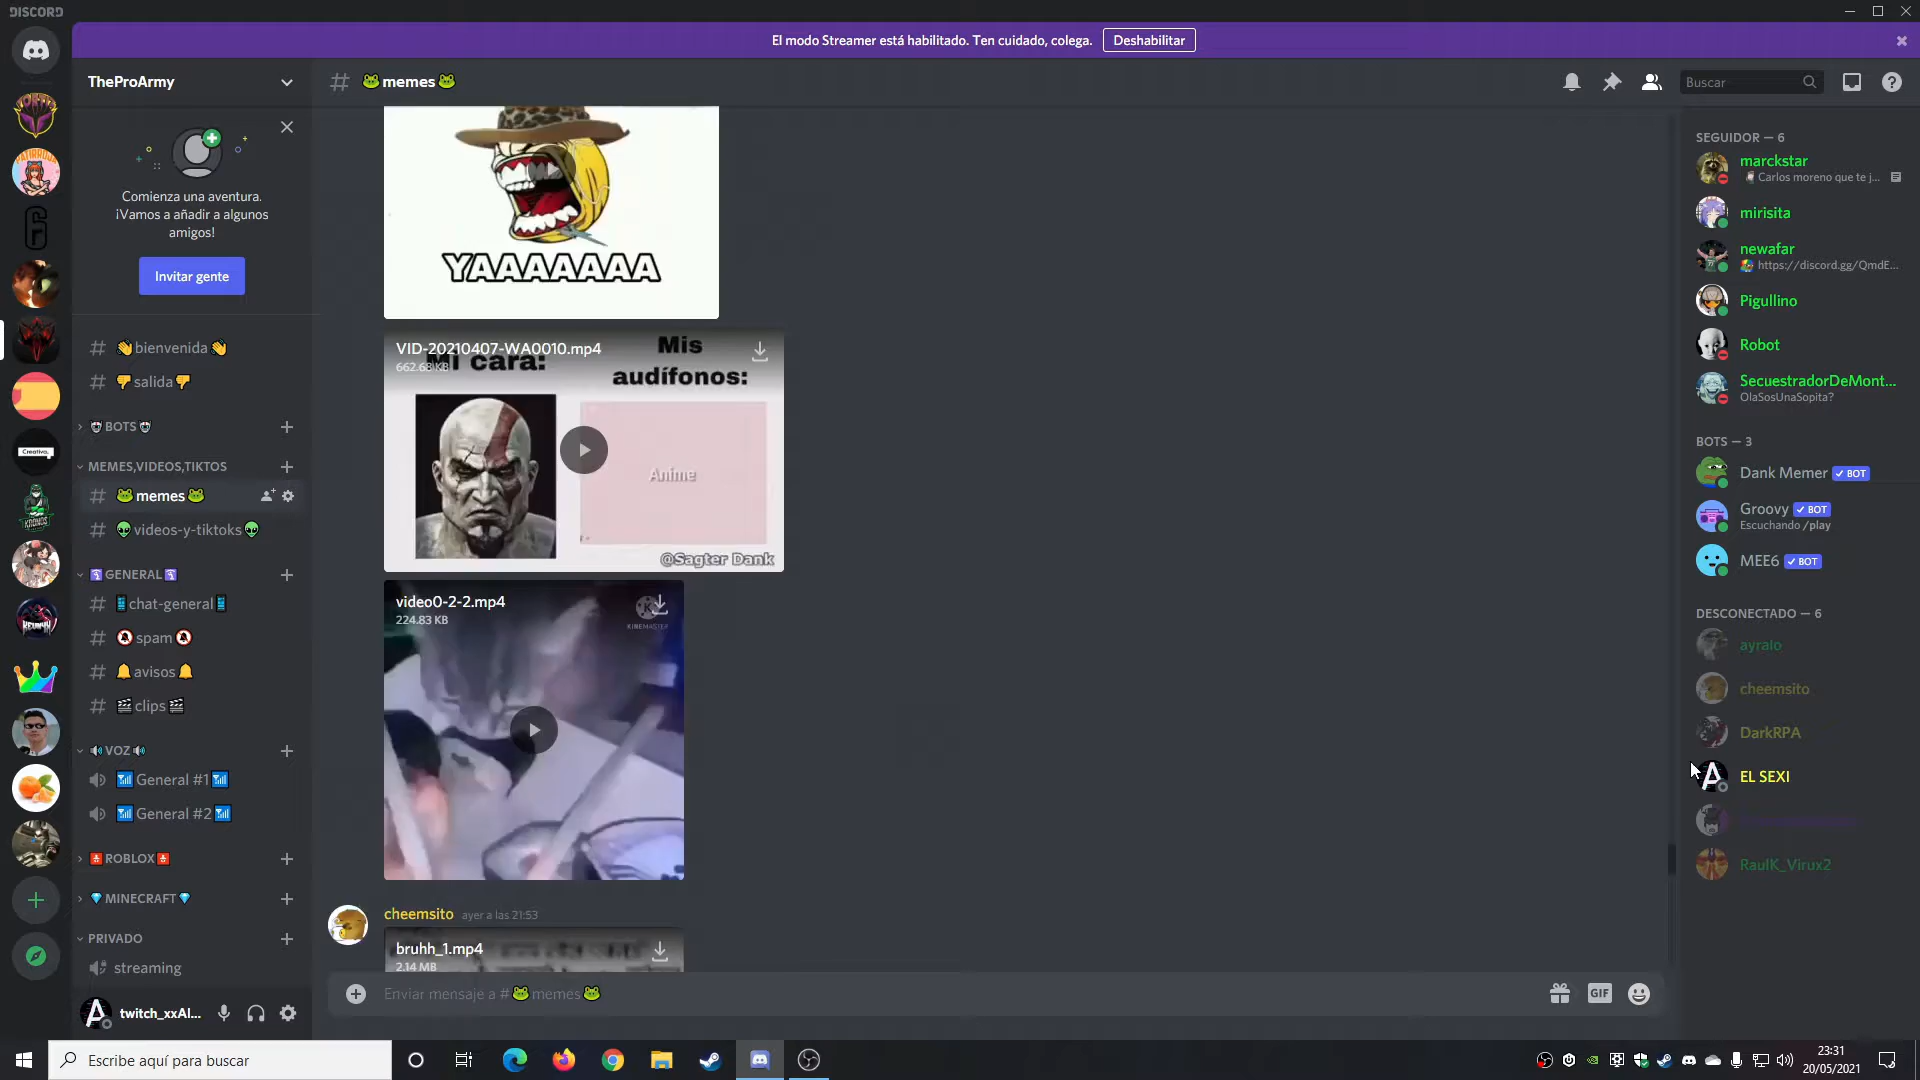 DISCORD
El modo Streamer está habilitado. Ten cuidado, colega.
Deshabilitar
TheProArmy
🐸memes🐸
Buscar
Comienza una aventura.
¡Vamos a añadir a algunos
amigos!
Invitar gente
👋bienvenida👋
👎salida👎
BOTS
MEMES,VIDEOS,TIKTOS
🐸memes🐸
👽videos-y-tiktoks👽
GENERAL
📱chat-general📱
spam
🔔avisos🔔
🎬clips🎬
🔊VOZ🔊
📶General #1📶
📶General #2📶
ROBLOX
💎MINECRAFT💎
PRIVADO
streaming
twitch_xxAl...
YAAAAAAA
VID-20210407-WA0010.mp4
662.68 KB
Mi cara:
Mis
audífonos:
Anime
@Sagter Dank
video0-2-2.mp4
224.83 KB
KINEMASTER
cheemsito ayer a las 21:53
bruhh_1.mp4
2.14 MB
Enviar mensaje a #🐸memes🐸
GIF
SEGUIDOR — 6
marckstar
Carlos moreno que te j...
mirisita
newafar
https://discord.gg/QmdE...
Pigullino
Robot
SecuestradorDeMont...
OlaSosUnaSopita?
BOTS — 3
Dank Memer ✓ BOT
Groovy ✓ BOT
Escuchando /play
MEE6 ✓ BOT
DESCONECTADO — 6
ayralo
cheemsito
DarkRPA
EL SEXI
RaulK_Virux2
Creativa.
KRONOS
Escribe aquí para buscar
23:31
20/05/2021